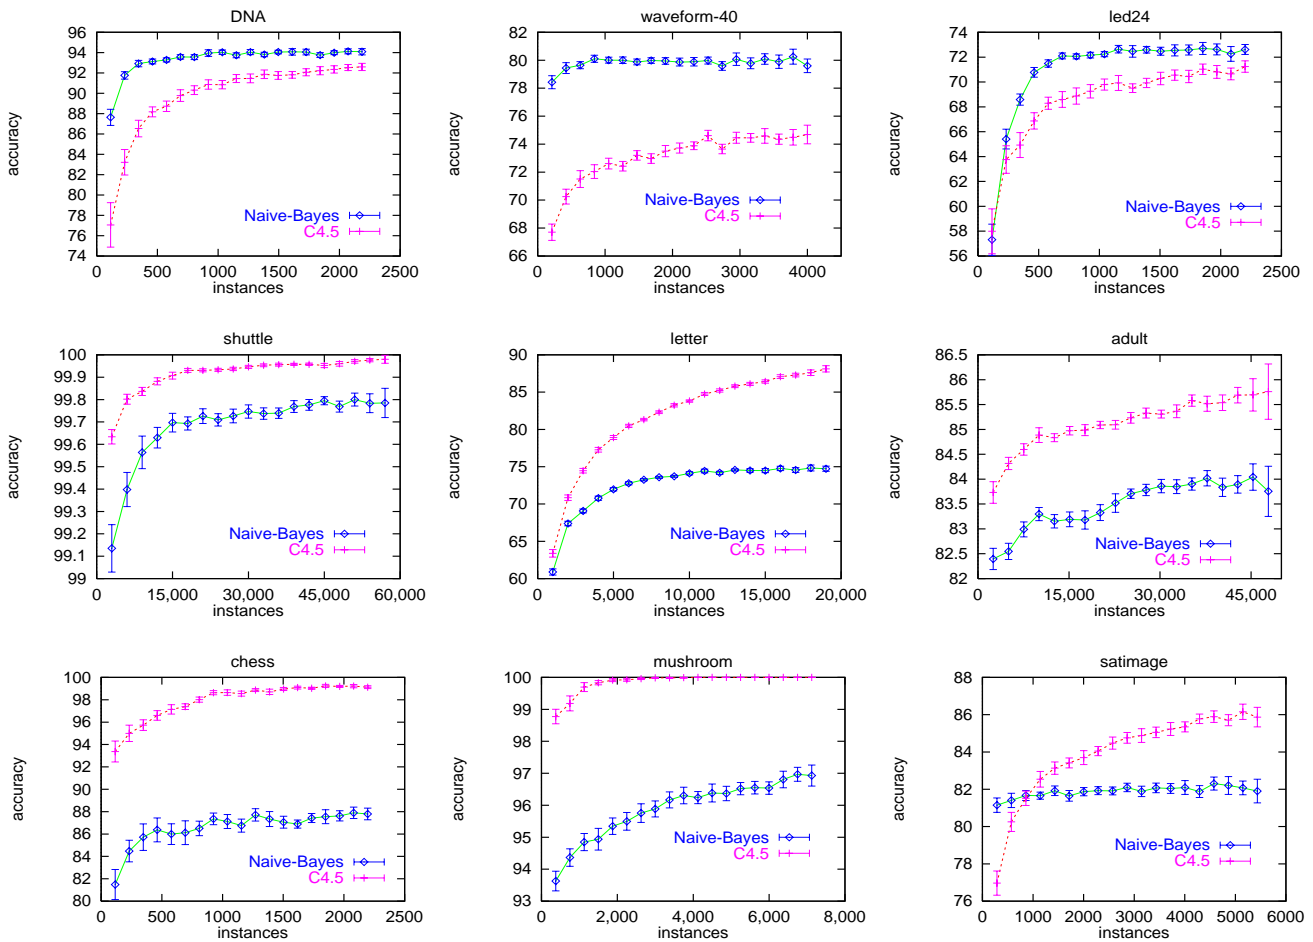 DNA
accuracy
96
94
92
90
88
86
84
82
80
78
76
74
Naive-Bayes
C4.5
0 500 1000 1500 2000 2500
instances
waveform-40
accuracy
82
80
78
76
74
72
70
68
66
Naive-Bayes
C4.5
0 1000 2000 3000 4000
instances
led24
accuracy
74
72
70
68
66
64
62
60
58
56
Naive-Bayes
C4.5
0 500 1000 1500 2000 2500
instances
shuttle
accuracy
100
99.9
99.8
99.7
99.6
99.5
99.4
99.3
99.2
99.1
99
Naive-Bayes
C4.5
0 15,000 30,000 45,000 60,000
instances
letter
accuracy
90
85
80
75
70
65
60
Naive-Bayes
C4.5
0 5,000 10,000 15,000 20,000
instances
adult
accuracy
86.5
86
85.5
85
84.5
84
83.5
83
82.5
82
Naive-Bayes
C4.5
0 15,000 30,000 45,000
instances
chess
accuracy
100
98
96
94
92
90
88
86
84
82
80
Naive-Bayes
C4.5
0 500 1000 1500 2000 2500
instances
mushroom
accuracy
100
99
98
97
96
95
94
93
Naive-Bayes
C4.5
0 2,000 4,000 6,000 8,000
instances
satimage
accuracy
88
86
84
82
80
78
76
Naive-Bayes
C4.5
0 1000 2000 3000 4000 5000 6000
instances